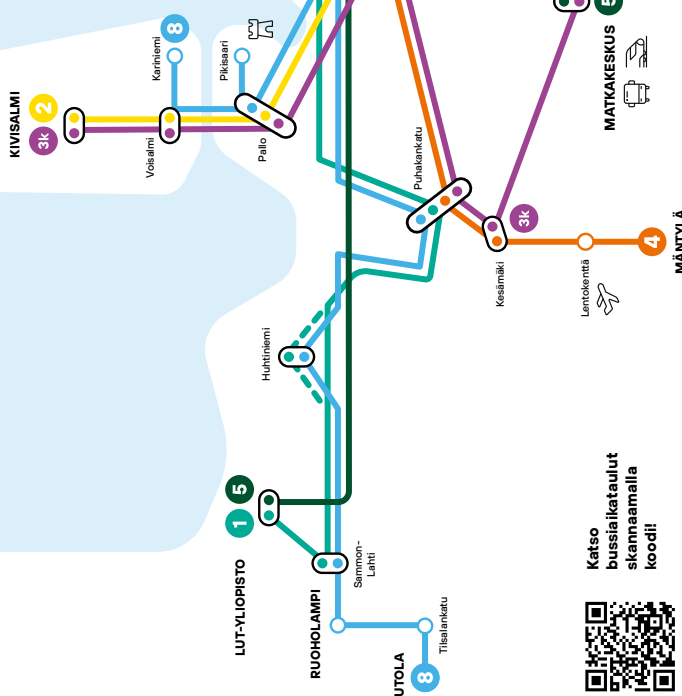 KIVISALMI
2
3k
Voisalmi
Kariniemi
8
Pikisaari
Pallo
Puhakankatu
MATKAKESKUS
5
3k
Kesämäki
Lentokenttä
4
MÄNTYLÄ
Huhtiniemi
1
5
LUT-YLIOPISTO
RUOHOLAMPI
Sammon-
Lahti
UTOLA
8
Tilsalankatu
Katso
bussiaikataulut
skannaamalla
koodi!